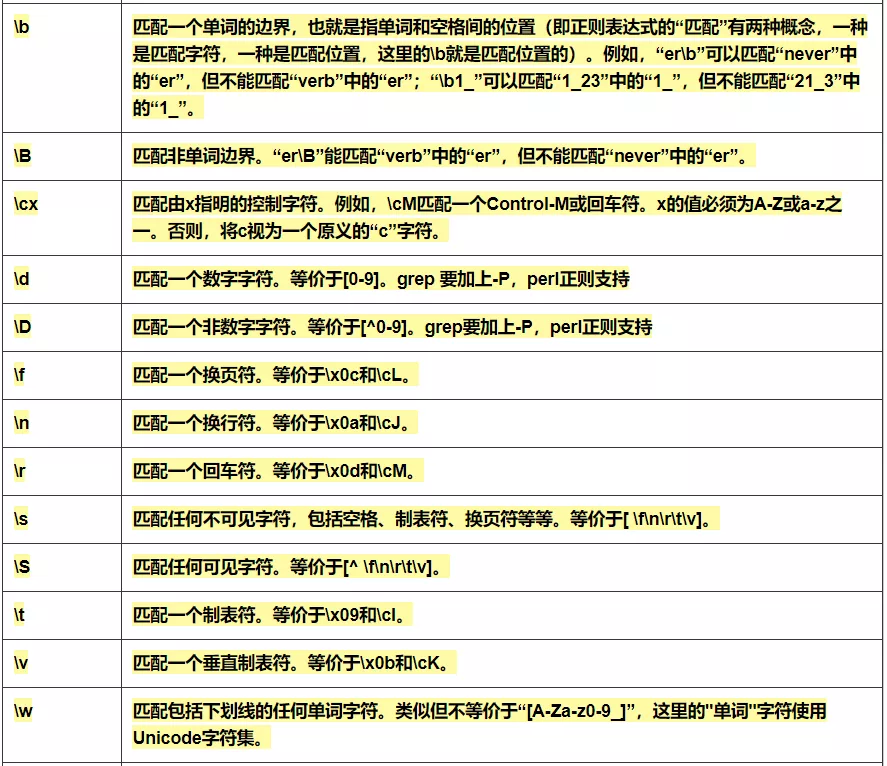 \b
匹配一个单词的边界，也就是指单词和空格间的位置（即正则表达式的“匹配”有两种概念，一种
是匹配字符，一种是匹配位置，这里的\b就是匹配位置的）。例如，“er\b”可以匹配“never”中
的“er”，但不能匹配“verb”中的“er”；“\b1_”可以匹配“1_23”中的“1_”，但不能匹配“21_3”中
的“1_”。
\B
匹配非单词边界。“er\B”能匹配“verb”中的“er”，但不能匹配“never”中的“er”。
\cx
匹配由x指明的控制字符。例如，\cM匹配一个Control-M或回车符。x的值必须为A-Z或a-z之
一。否则，将c视为一个原义的“c”字符。
\d
匹配一个数字字符。等价于[0-9]。grep 要加上-P，perl正则支持
\D
匹配一个非数字字符。等价于[^0-9]。grep要加上-P，perl正则支持
\f
匹配一个换页符。等价于\x0c和\cL。
\n
匹配一个换行符。等价于\x0a和\cJ。
\r
匹配一个回车符。等价于\x0d和\cM。
\s
匹配任何不可见字符，包括空格、制表符、换页符等等。等价于[ \f\n\r\t\v]。
\S
匹配任何可见字符。等价于[^ \f\n\r\t\v]。
\t
匹配一个制表符。等价于\x09和\cI。
\v
匹配一个垂直制表符。等价于\x0b和\cK。
\w
匹配包括下划线的任何单词字符。类似但不等价于“[A-Za-z0-9_]”，这里的"单词"字符使用
Unicode字符集。